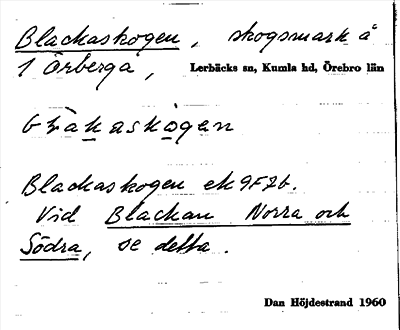 Blackaskogen, skogsmark å
1 Örberga, Lerbäcks sn, Kumla hd, Örebro län
Blackaskogen ek 9F7b.
Vid Blackan Norra och
Södra, se detta.
Dan Höjdestrand 1960